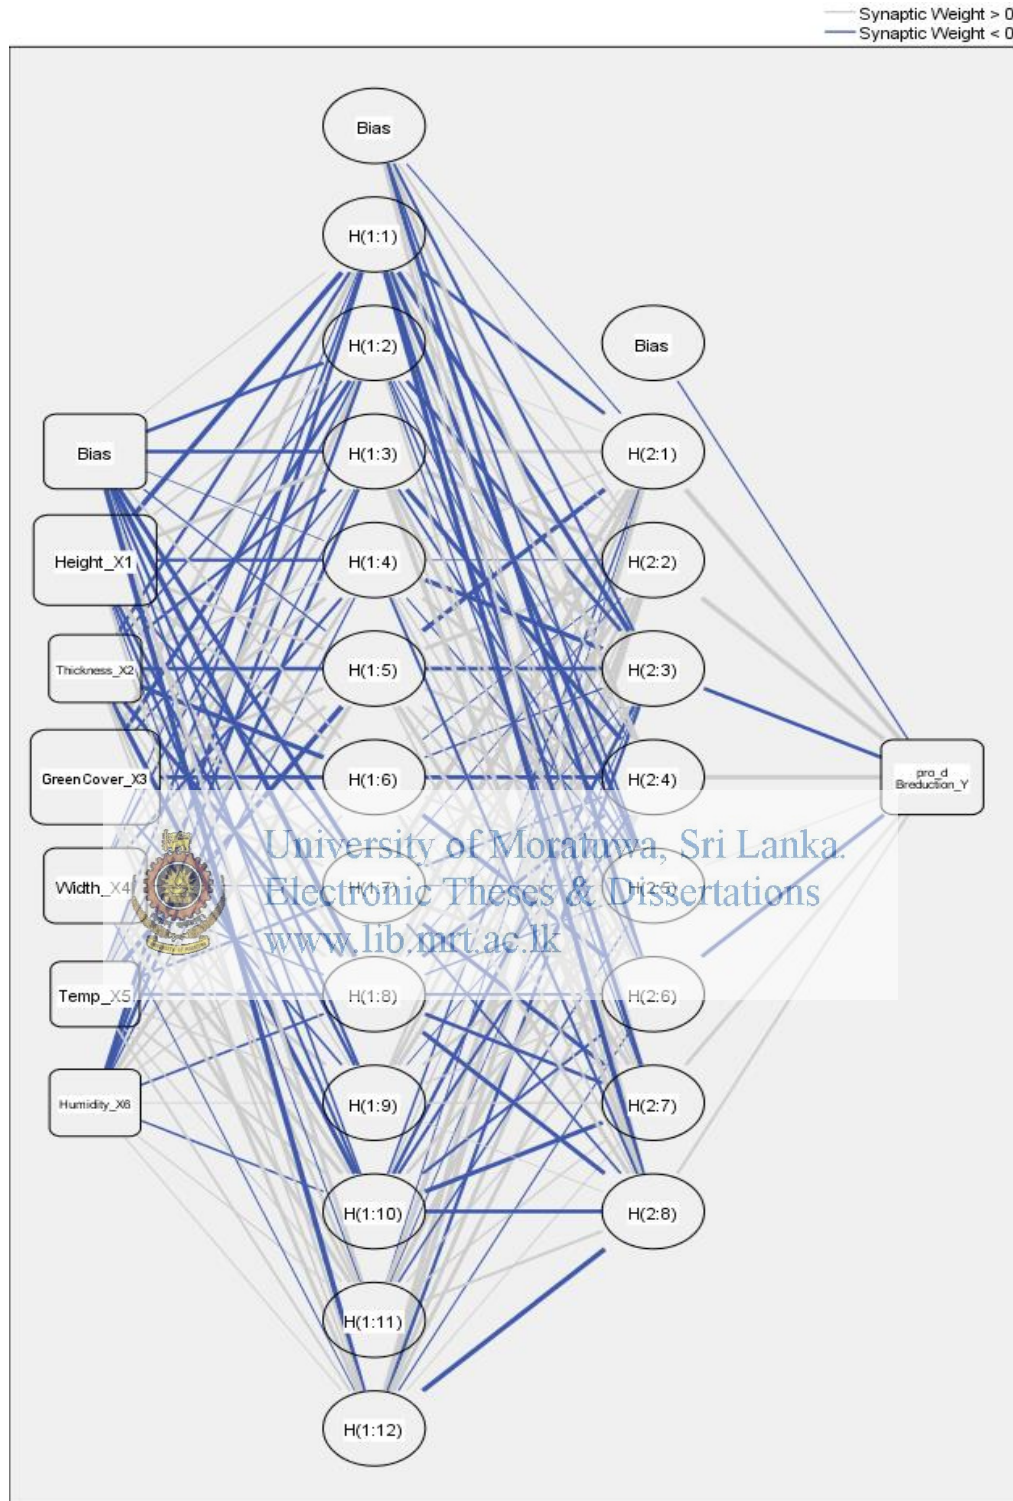 Synaptic Weight > 0
Synaptic Weight < 0
Bias
H(1:1)
H(1:2)
Bias
Bias
H(1:3)
H(2:1)
Height_X1
H(1:4)
H(2:2)
Thickness_X2
H(1:5)
H(2:3)
GreenCover_X3
H(1:6)
H(2:4)
pro_d
Breduction_Y
University of Moratuwa, Sri Lanka.
Width_X4
H(1:7)
H(2:5)
Electronic Theses & Dissertations
www.lib.mrt.ac.lk
Temp_X5
H(1:8)
H(2:6)
Humidity_X6
H(1:9)
H(2:7)
H(1:10)
H(2:8)
H(1:11)
H(1:12)